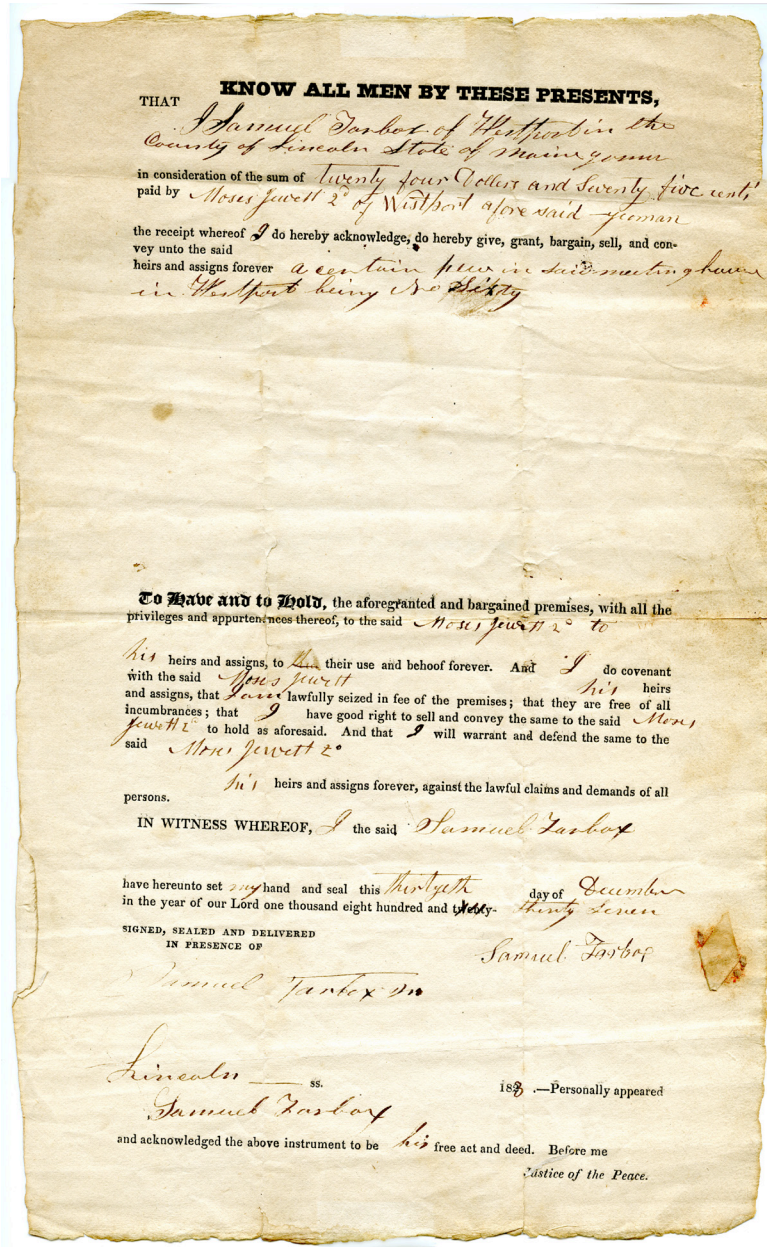 KNOW ALL MEN BY THESE PRESENTS,
THAT
I Samuel Tarbox of Westport in the
County of Lincoln State of Maine
in consideration of the sum of twenty four Dollers and Seventy five cents
paid by Moses Jewett 2d of Westport afore said yeoman
the receipt whereof I do hereby acknowledge, do hereby give, grant, bargain, sell, and con-
vey unto the said
heirs and assigns forever a certain pew in said meeting house
in Westport being No Sixty
To Have and to Hold, the aforegranted and bargained premises, with all the
privileges and appurtenances thereof, to the said Moses Jewett 2d to
his heirs and assigns, to their use and behoof forever. And I do covenant
with the said Moses Jewett his heirs
and assigns, that I am lawfully seized in fee of the premises; that they are free of all
incumbrances; that I have good right to sell and convey the same to the said Moses
Jewett 2d to hold as aforesaid. And that I will warrant and defend the same to the
said Moses Jewett 2d
his heirs and assigns forever, against the lawful claims and demands of all
persons.
IN WITNESS WHEREOF, I the said Samuel Tarbox
have hereunto set my hand and seal this thirtyeth day of December
in the year of our Lord one thousand eight hundred and twenty- thirty seven
SIGNED, SEALED AND DELIVERED
IN PRESENCE OF
Samuel Tarbox
Samuel Tarbox Jr
Lincoln ss. 183 .—Personally appeared
Samuel Tarbox
and acknowledged the above instrument to be his free act and deed. Before me
Justice of the Peace.